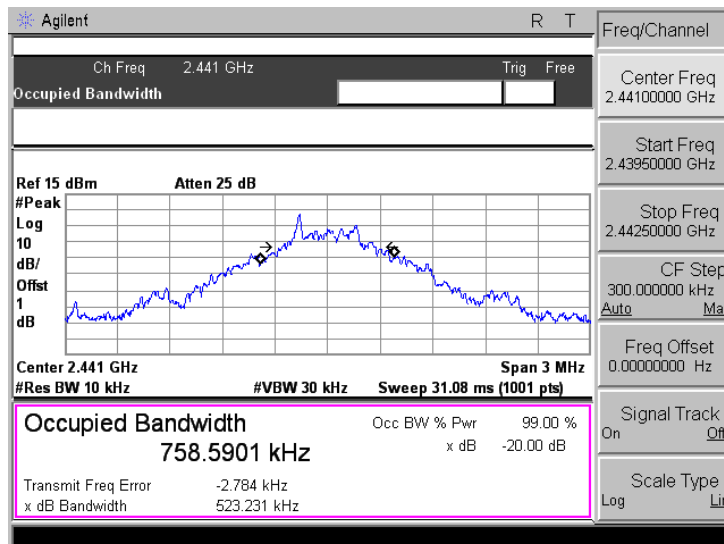 Agilent R T
Ch Freq 2.441 GHz Trig Free
Occupied Bandwidth
Ref 15 dBm Atten 25 dB
#Peak
Log
10
dB/
Offst
1
dB
Center 2.441 GHz Span 3 MHz
#Res BW 10 kHz #VBW 30 kHz Sweep 31.08 ms (1001 pts)
Occupied Bandwidth
758.5901 kHz
Occ BW % Pwr 99.00 %
x dB -20.00 dB
Transmit Freq Error -2.784 kHz
x dB Bandwidth 523.231 kHz
Freq/Channel
Center Freq
2.44100000 GHz
Start Freq
2.43950000 GHz
Stop Freq
2.44250000 GHz
CF Step
300.000000 kHz
Auto Ma
Freq Offset
0.00000000 Hz
Signal Track
On Off
Scale Type
Log Lin